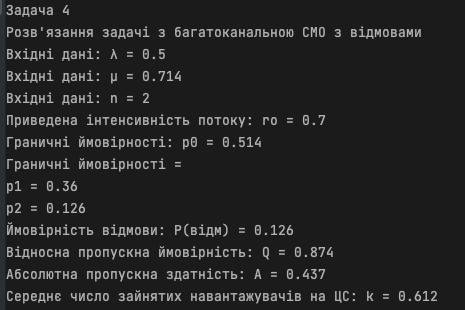 Задача 4
Розв'язання задачі з багатоканальною СМО з відмовами
Вхідні дані: λ = 0.5
Вхідні дані: μ = 0.714
Вхідні дані: n = 2
Приведена інтенсивність потоку: ro = 0.7
Граничні ймовірності: p0 = 0.514
Граничні ймовірності =
p1 = 0.36
p2 = 0.126
Ймовірність відмови: P(відм) = 0.126
Відносна пропускна ймовірність: Q = 0.874
Абсолютна пропускна здатність: A = 0.437
Середнє число зайнятих навантажувачів на ЦС: k = 0.612